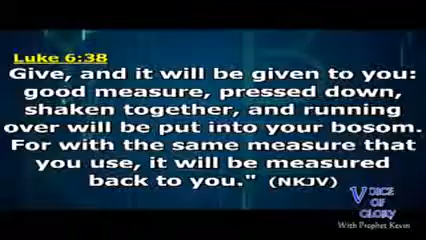 Luke 6:38
Give, and it will be given to you:
good measure, pressed down,
shaken together, and running
over will be put into your bosom.
For with the same measure that
you use, it will be measured
back to you." (NKJV)
VOICE
OF
GLORY
With Prophet Kevin